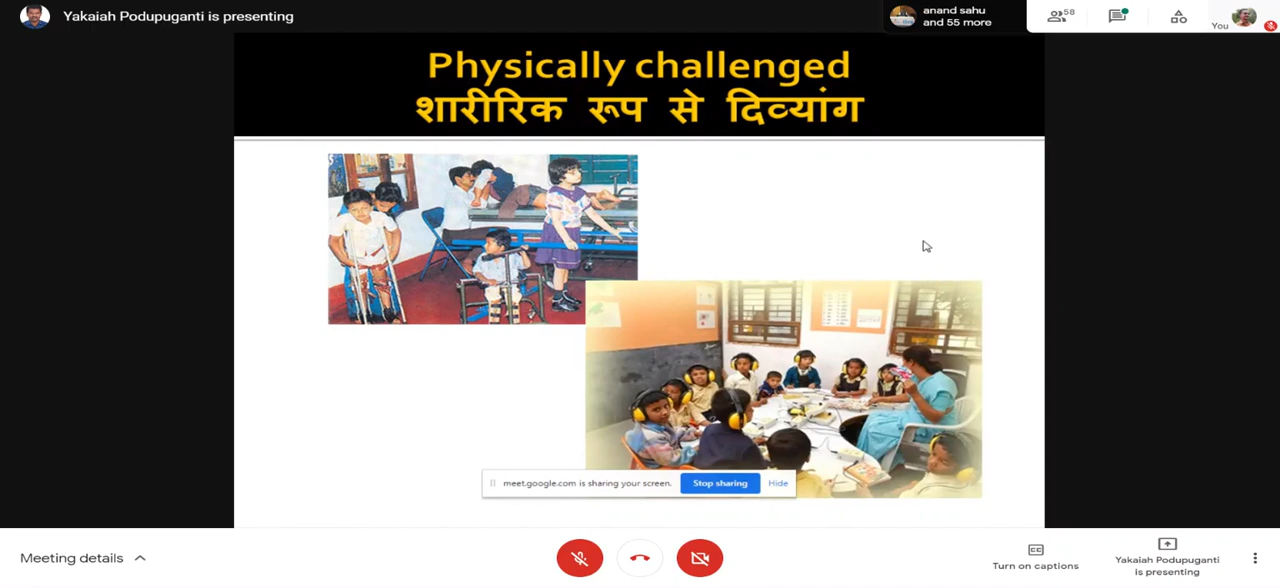 Yakaiah Podupuganti is presenting
anand sahu
and 55 more
58
You
Physically challenged
शारीरिक रूप से दिव्यांग
meet.google.com is sharing your screen.
Stop sharing
Hide
Meeting details
Turn on captions
Yakaiah Podupuganti
is presenting